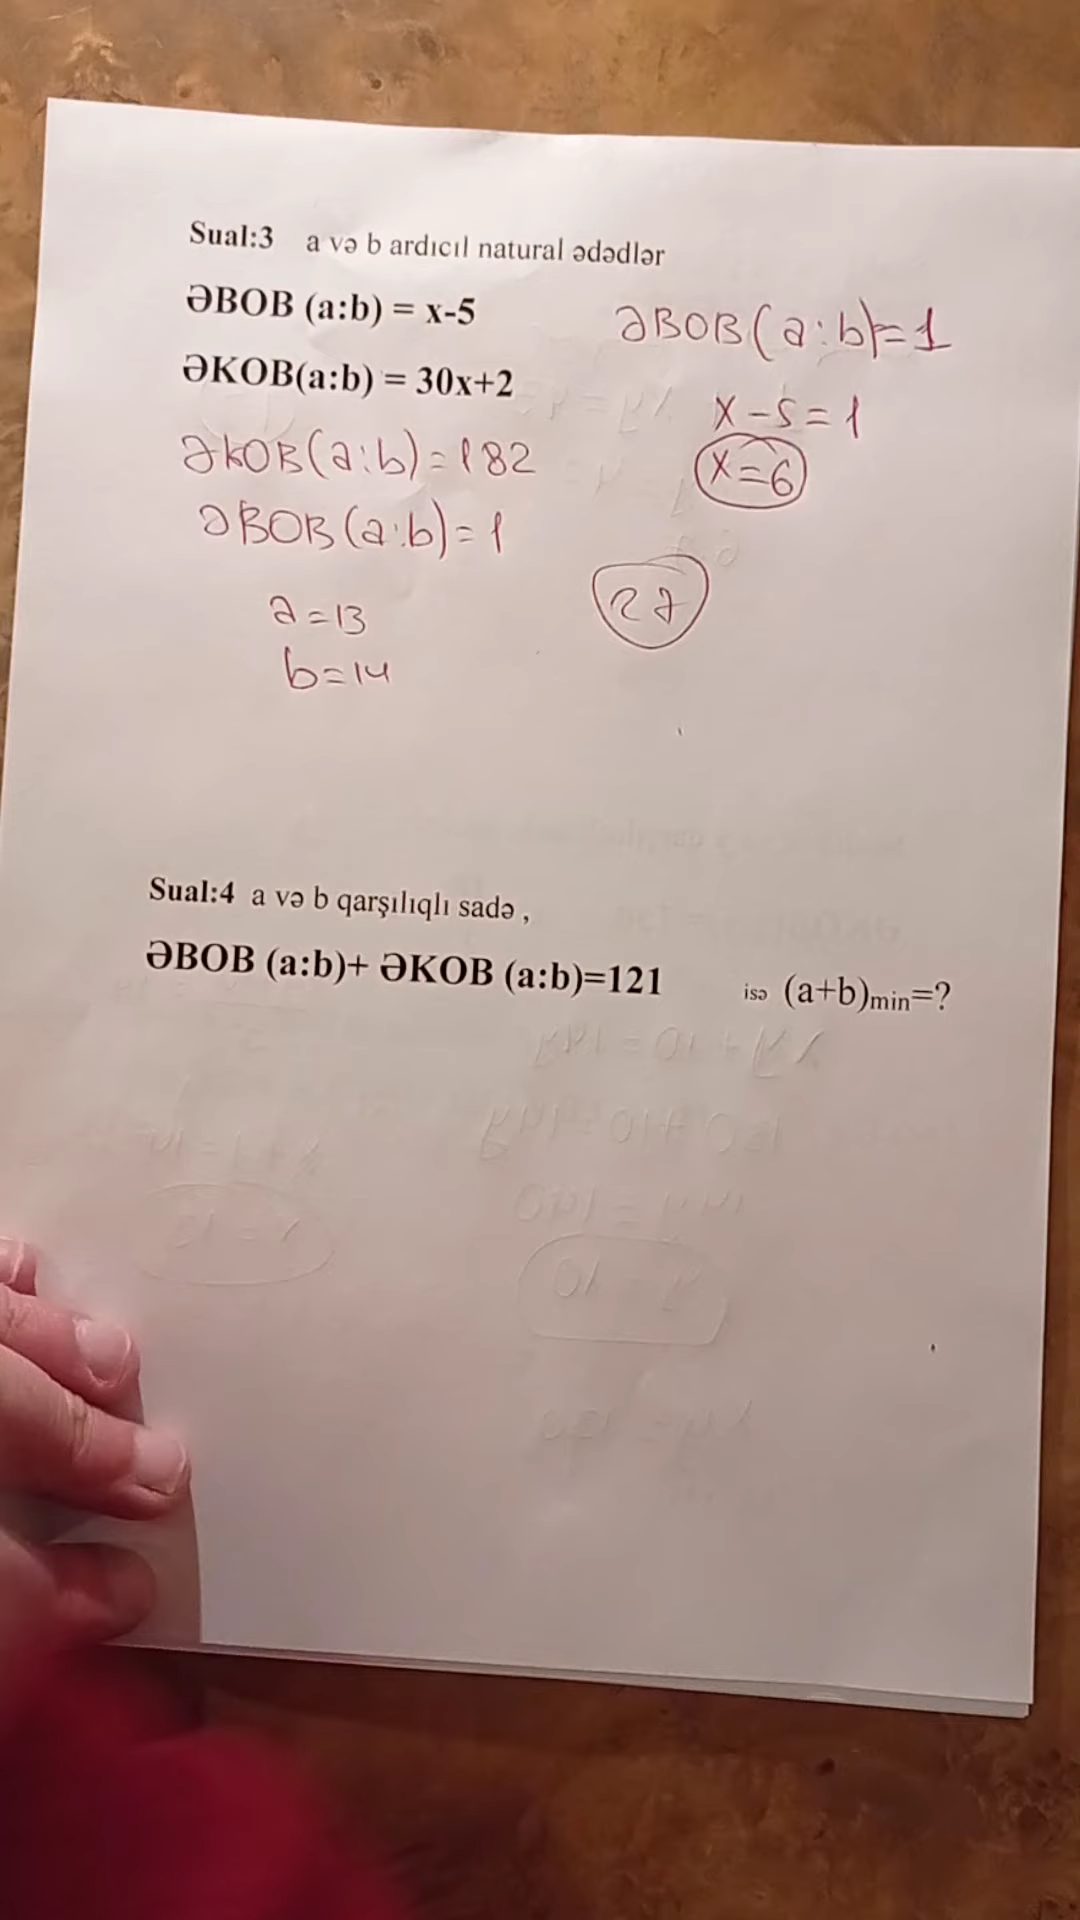 Sual:3 a və b ardıcıl natural ədədlər
ƏBOB (a:b) = x-5
ƏKOB(a:b) = 30x+2
ƏBOB(a:b)=1
x-5=1
x=6
ƏKOB(a:b)=182
ƏBOB(a:b)=1
a=13
b=14
27
Sual:4 a və b qarşılıqlı sadə ,
ƏBOB (a:b)+ ƏKOB (a:b)=121 isə (a+b)min=?